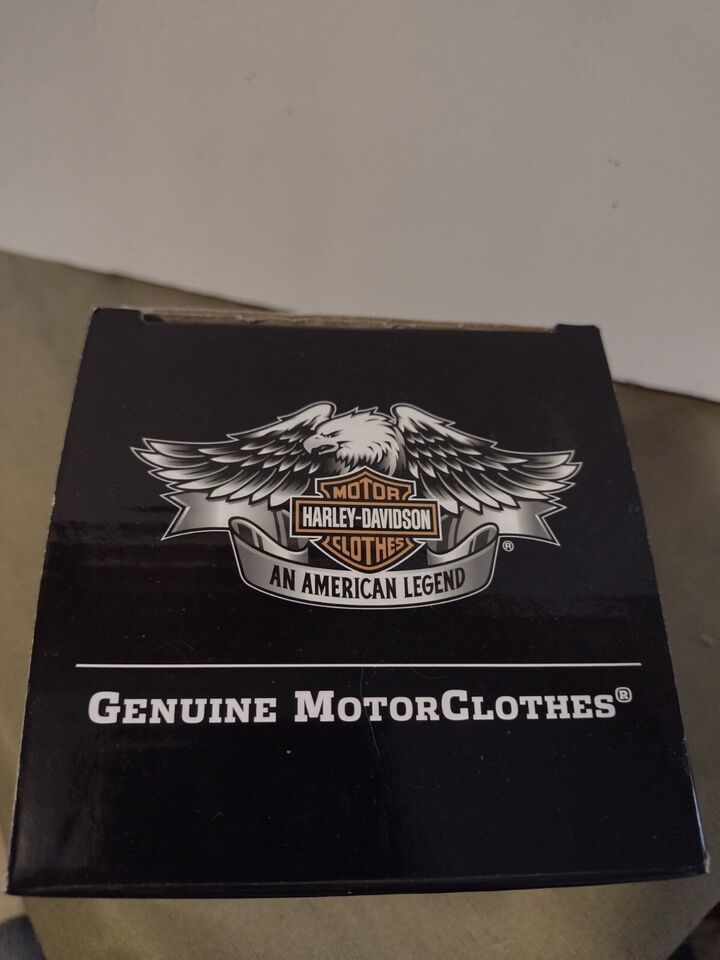 MOTOR
HARLEY-DAVIDSON
CLOTHES
®
AN AMERICAN LEGEND
GENUINE MOTORCLOTHES®